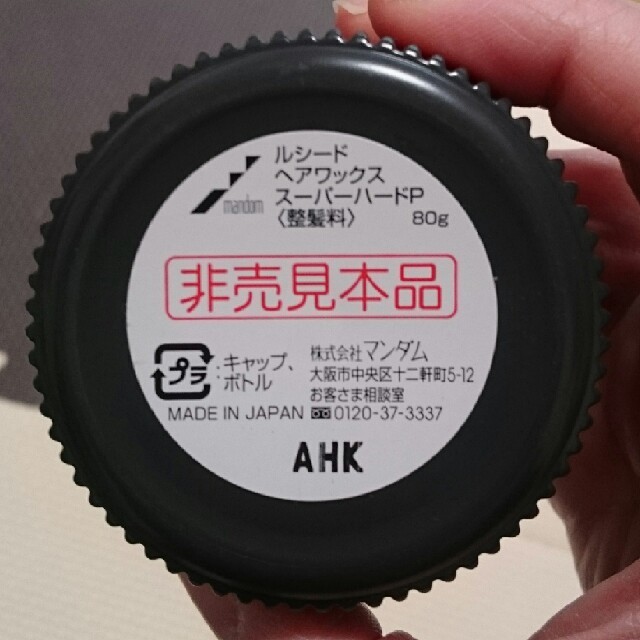 mandom
ルシード
ヘアワックス
スーパーハードP
〈整髪料〉 80g
非売見本品
プラ : キャップ、
ボトル
株式会社マンダム
大阪市中央区十二軒町5-12
お客さま相談室
MADE IN JAPAN 0120-37-3337
AHK